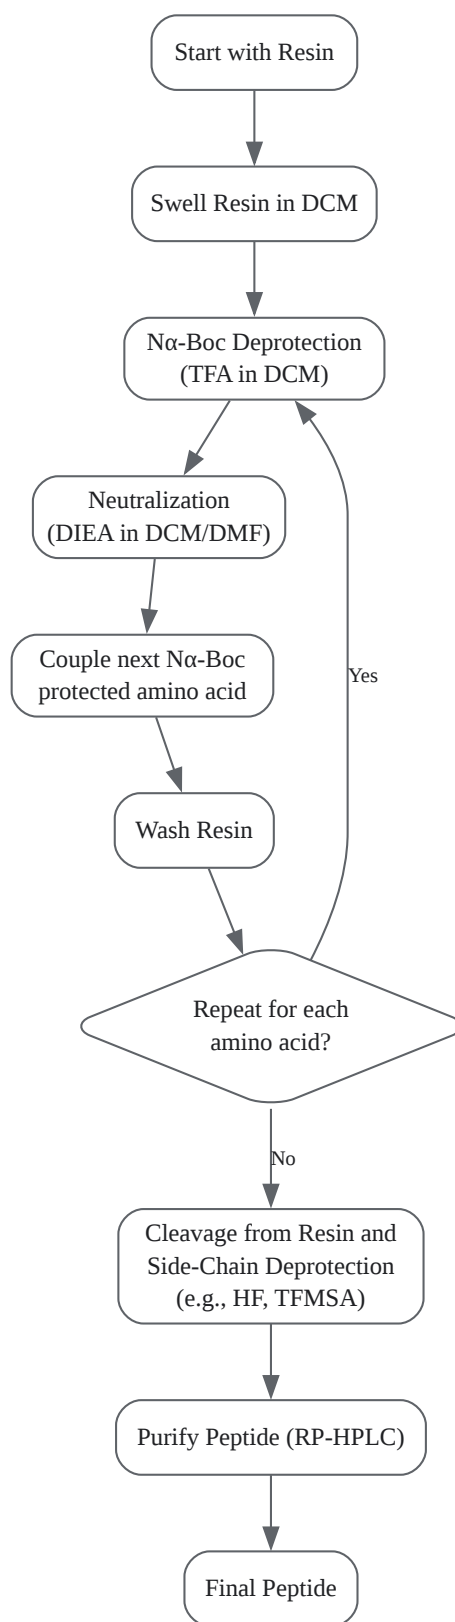 Start with Resin
Swell Resin in DCM
Nα-Boc Deprotection
(TFA in DCM)
Neutralization
(DIEA in DCM/DMF)
Couple next Nα-Boc
protected amino acid
Yes
Wash Resin
Repeat for each
amino acid?
No
Cleavage from Resin and
Side-Chain Deprotection
(e.g., HF, TFMSA)
Purify Peptide (RP-HPLC)
Final Peptide